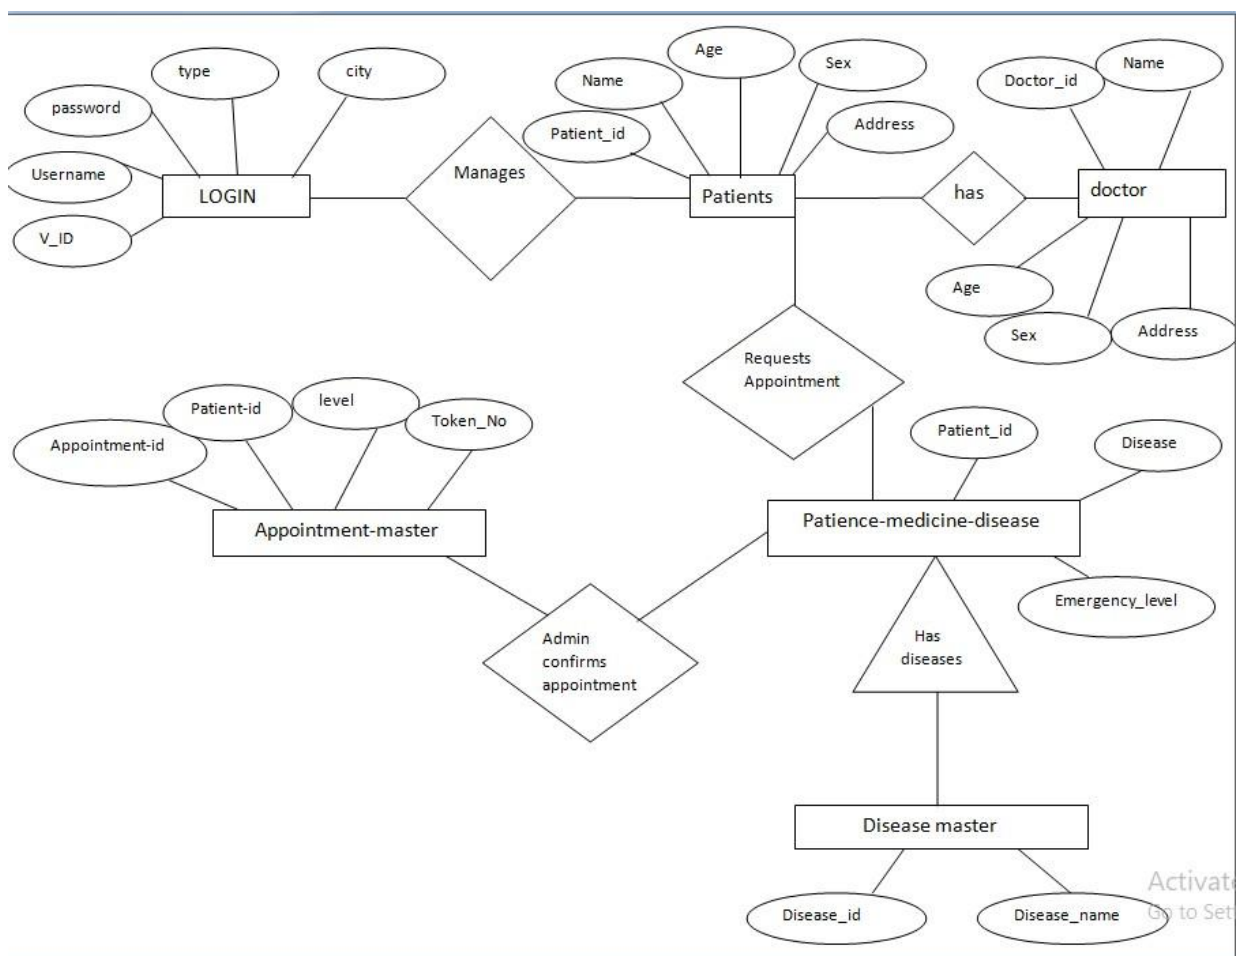 Age
Sex
Name
type
city
Name
Doctor_id
password
Patient_id
Address
Username
Manages
LOGIN
Patients
has
doctor
V_ID
Age
Sex
Address
Requests
Appointment
Patient-id
level
Token_No
Patient_id
Disease
Appointment-id
Appointment-master
Patience-medicine-disease
Emergency_level
Admin
confirms
appointment
Has
diseases
Disease master
Activate
Go to Sett
Disease_id
Disease_name